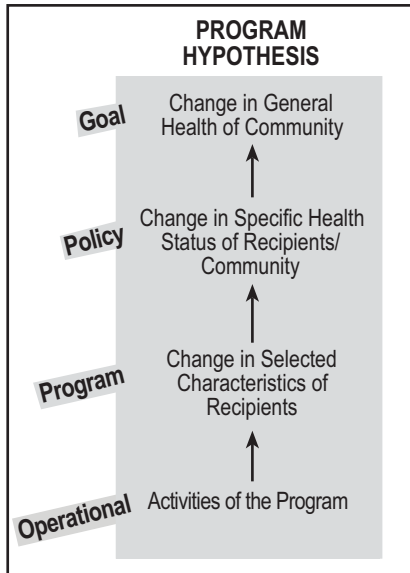 PROGRAM
HYPOTHESIS
Goal
Change in General
Health of Community
Policy
Change in Specific Health
Status of Recipients/
Community
Program
Change in Selected
Characteristics of
Recipients
Operational
Activities of the Program